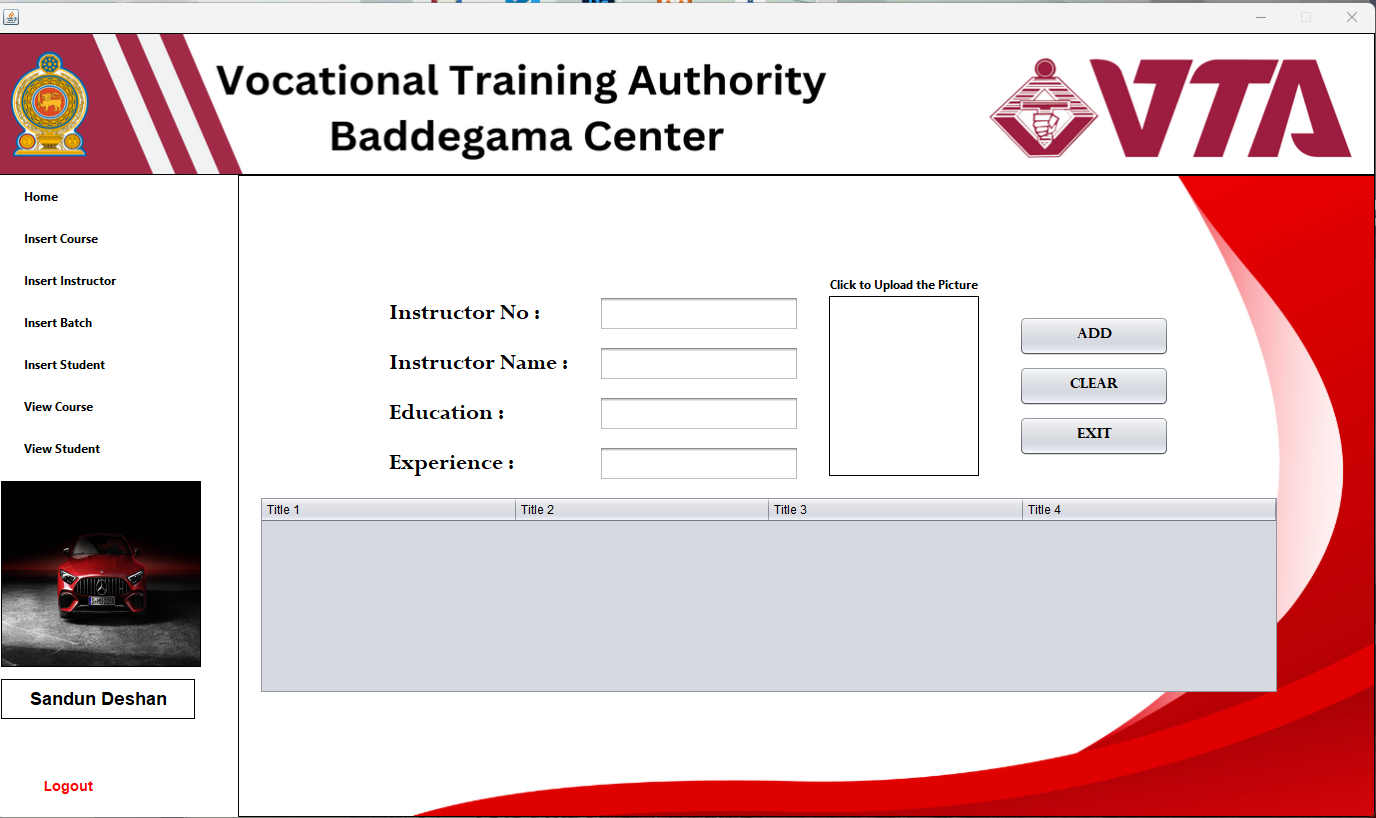 Vocational Training Authority
Baddegama Center
VTA
Home
Insert Course
Insert Instructor
Insert Batch
Insert Student
View Course
View Student
Sandun Deshan
Logout
Instructor No :
Instructor Name :
Education :
Experience :
Click to Upload the Picture
ADD
CLEAR
EXIT
Title 1 Title 2 Title 3 Title 4